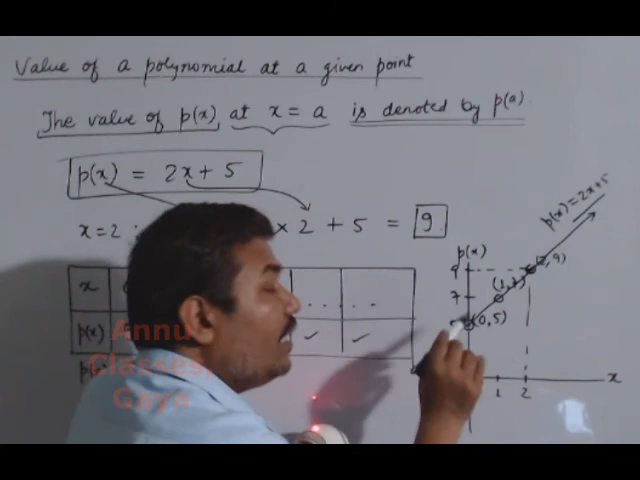 Value of a polynomial at a given point
The value of p(x) at x = a is denoted by p(a)
p(x) = 2x + 5
x=2 : × 2 + 5 = 9
p(x) = 2x+5
p(x)
9
(2, 9)
x
. . . . . .
7
(1, 7)
p(x)
✓ ✓
(0,5)
Annu
Classes,
Gaya
1 2 x